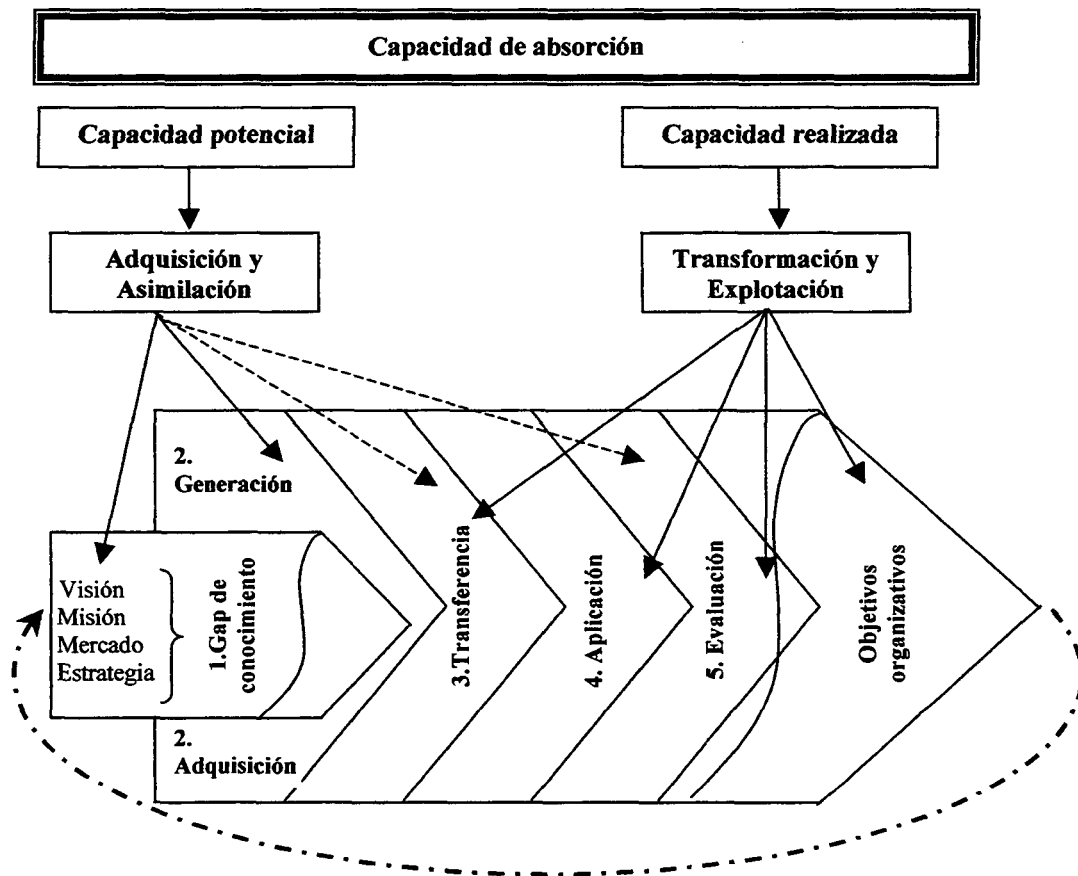 Capacidad de absorción
Capacidad potencial
Capacidad realizada
Adquisición y
Asimilación
Transformación y
Explotación
2.
Generación
Visión
Misión
Mercado
Estrategia
1.Gap de
conocimiento
3.Transferencia
4. Aplicación
5. Evaluación
Objetivos
organizativos
2.
Adquisición